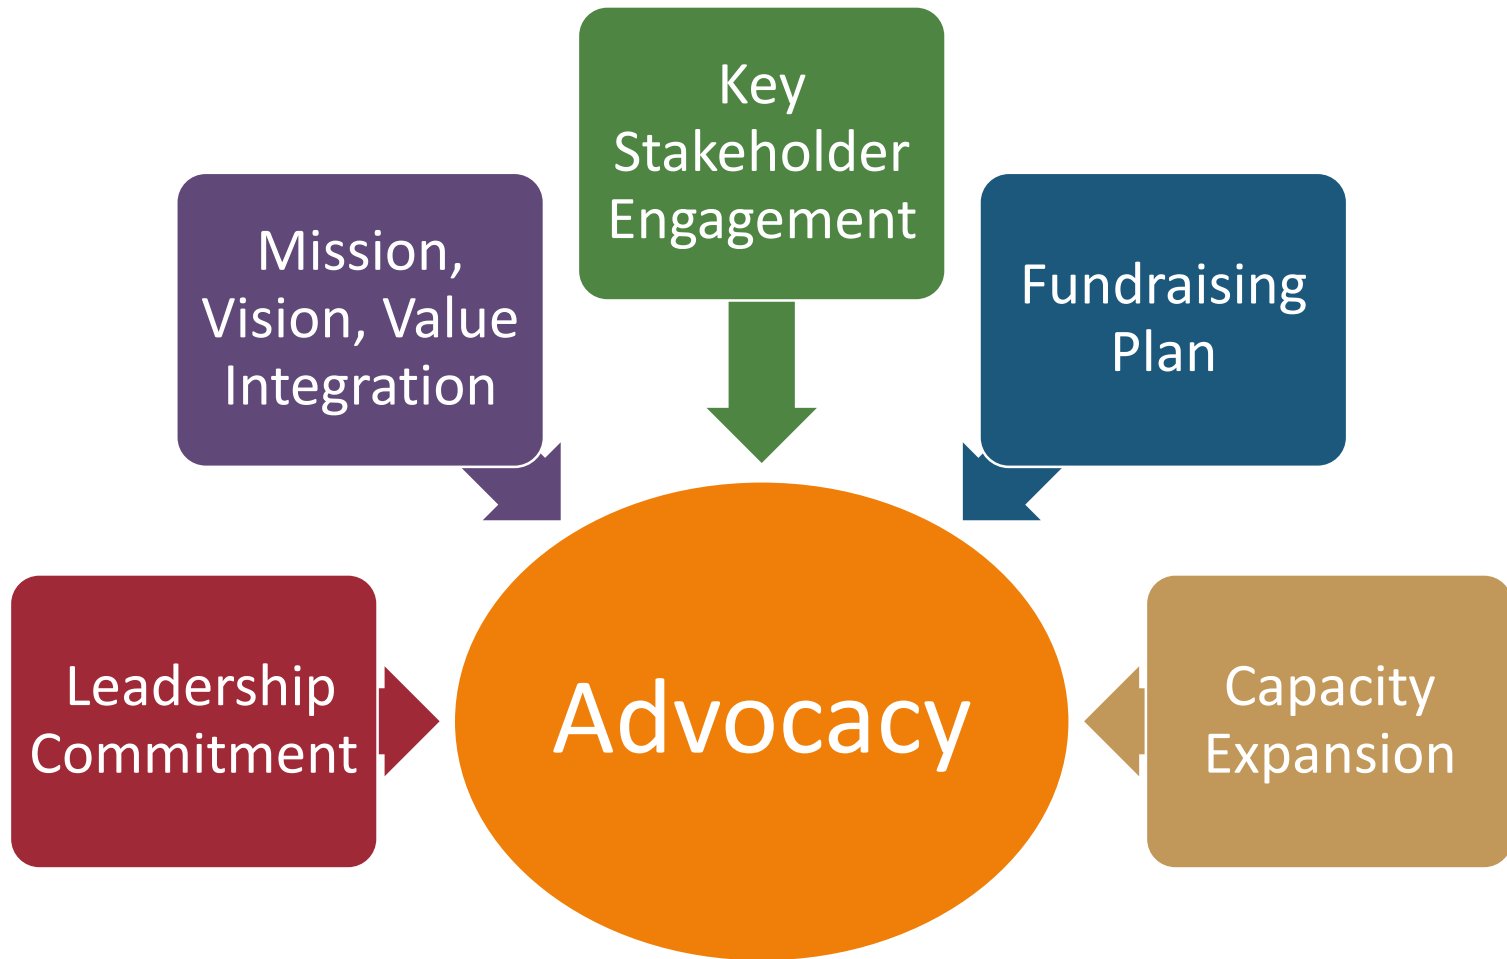 Key
Stakeholder
Engagement
Mission,
Vision, Value
Integration
Fundraising
Plan
Leadership
Commitment
Advocacy
Capacity
Expansion